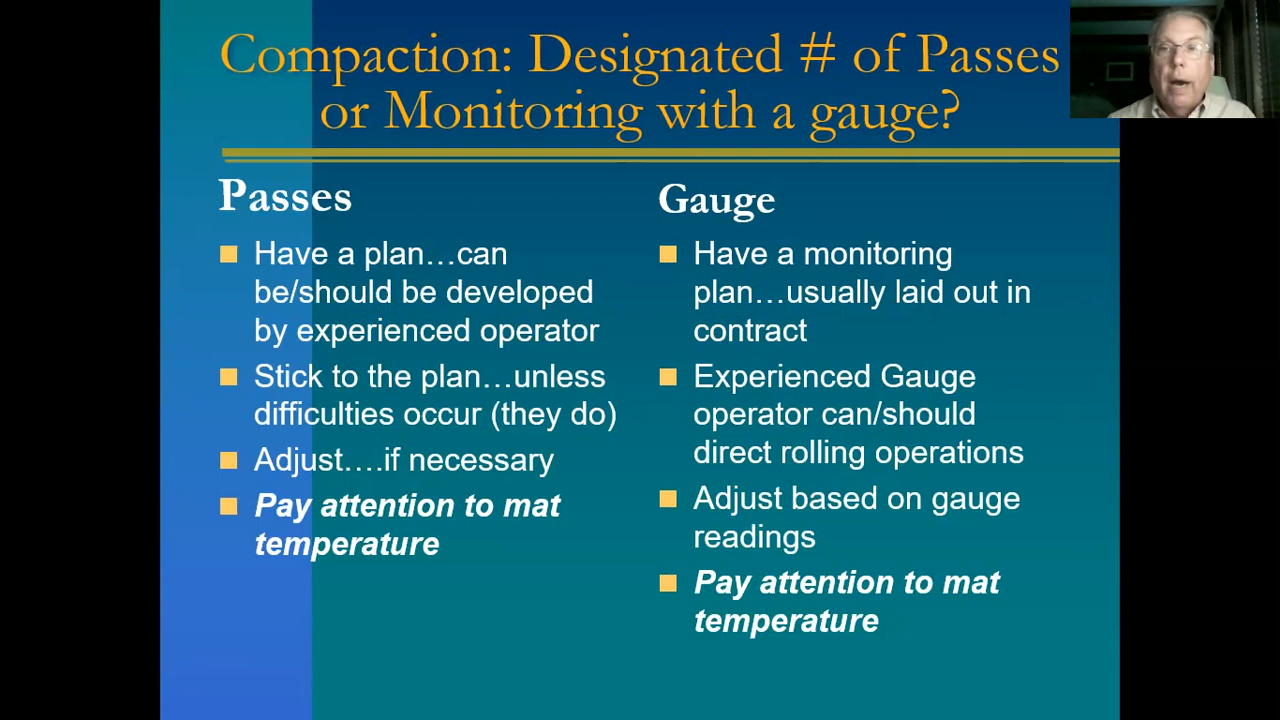 Compaction: Designated # of Passes
or Monitoring with a gauge?
Passes
Have a plan…can
be/should be developed
by experienced operator
Stick to the plan…unless
difficulties occur (they do)
Adjust….if necessary
Pay attention to mat
temperature
Gauge
Have a monitoring
plan…usually laid out in
contract
Experienced Gauge
operator can/should
direct rolling operations
Adjust based on gauge
readings
Pay attention to mat
temperature